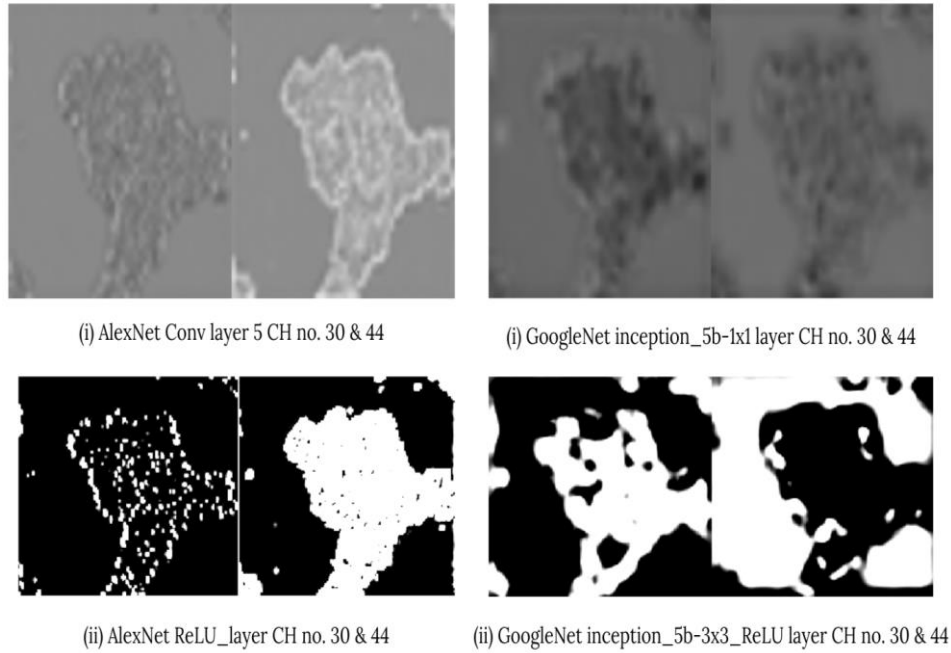 (i) AlexNet Conv layer 5 CH no. 30 & 44
(i) GoogleNet inception_5b-1x1 layer CH no. 30 & 44
(ii) AlexNet ReLU_layer CH no. 30 & 44
(ii) GoogleNet inception_5b-3x3_ReLU layer CH no. 30 & 44